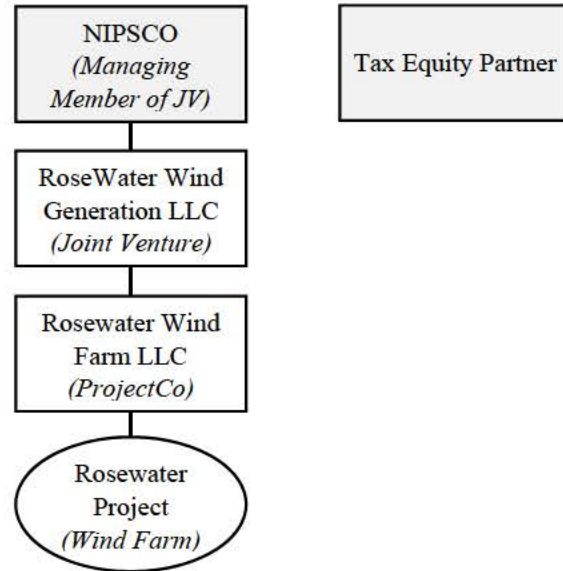 NIPSCO
(Managing
Member of JV)
Tax Equity Partner
RoseWater Wind
Generation LLC
(Joint Venture)
Rosewater Wind
Farm LLC
(ProjectCo)
Rosewater
Project
(Wind Farm)